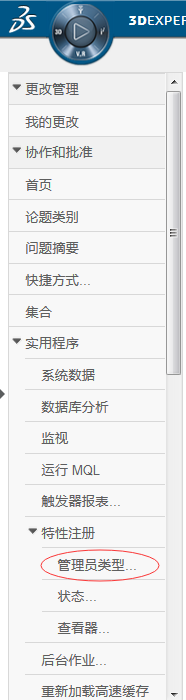 3DEXPER
3D
V.R
更改管理
我的更改
协作和批准
首页
论题类别
问题摘要
快捷方式...
集合
实用程序
系统数据
数据库分析
监视
运行 MQL
触发器报表...
特性注册
管理员类型...
状态...
查看器...
后台作业...
重新加载高速缓存